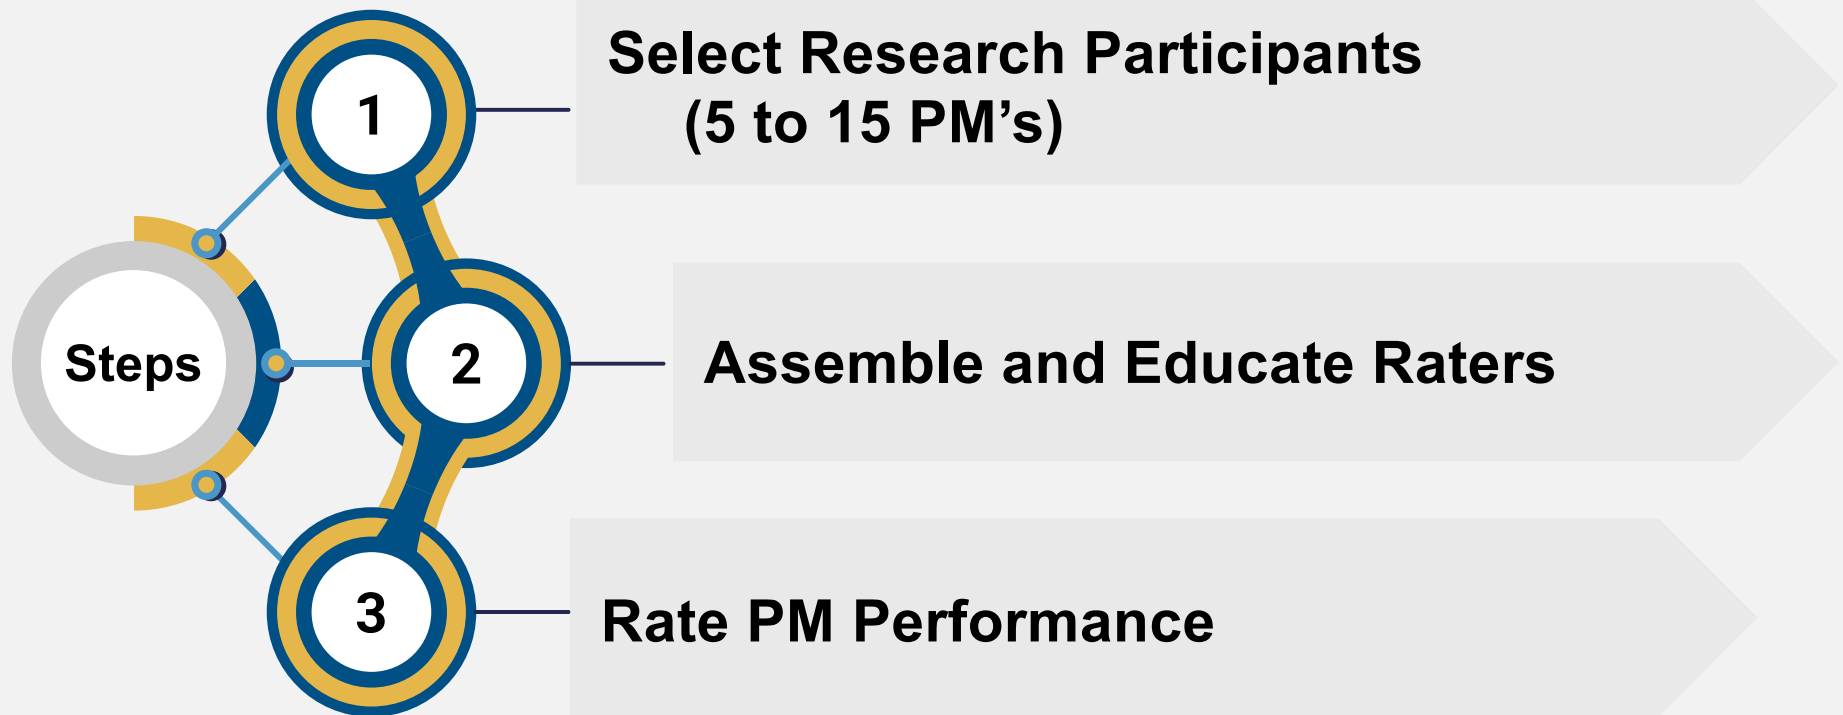 Steps
1
Select Research Participants
(5 to 15 PM’s)
2
Assemble and Educate Raters
3
Rate PM Performance